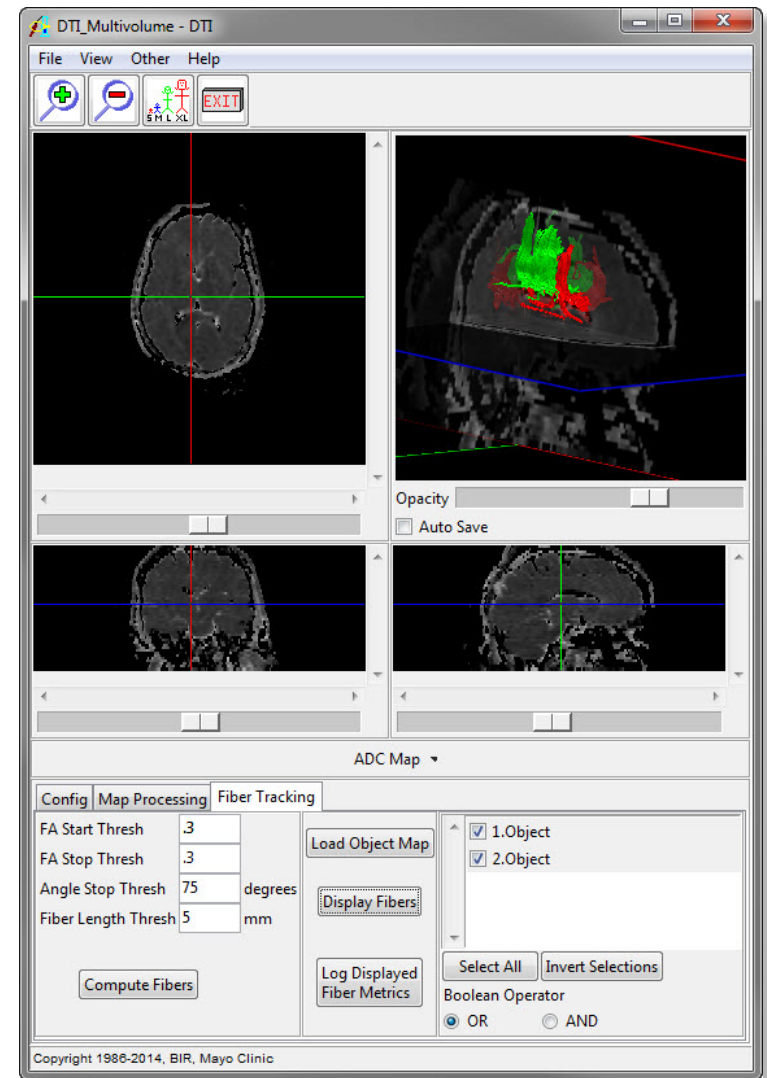 DTI_Multivolume - DTI
File View Other Help
S M L XL EXIT
Opacity
Auto Save
ADC Map
Config Map Processing Fiber Tracking
FA Start Thresh .3
FA Stop Thresh .3
Angle Stop Thresh 75 degrees
Fiber Length Thresh 5 mm
Compute Fibers
Load Object Map
Display Fibers
Log Displayed
Fiber Metrics
1.Object
2.Object
Select All Invert Selections
Boolean Operator
OR AND
Copyright 1986-2014, BIR, Mayo Clinic